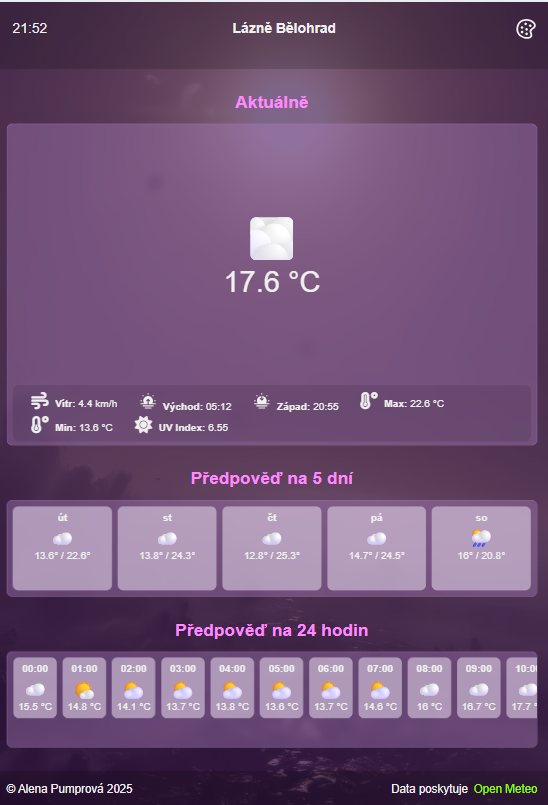 21:52 Lázně Bělohrad
Aktuálně
17.6 °C
Vítr: 4.4 km/h Východ: 05:12 Západ: 20:55 Max: 22.6 °C
Min: 13.6 °C UV Index: 6.55
Předpověď na 5 dní
út st čt pá so
13.6° / 22.6° 13.8° / 24.3° 12.8° / 25.3° 14.7° / 24.5° 16° / 20.8°
Předpověď na 24 hodin
00:00 01:00 02:00 03:00 04:00 05:00 06:00 07:00 08:00 09:00 10:00
15.5 °C 14.8 °C 14.1 °C 13.7 °C 13.8 °C 13.6 °C 13.7 °C 14.6 °C 16 °C 16.7 °C 17.7 °
© Alena Pumprová 2025 Data poskytuje Open Meteo